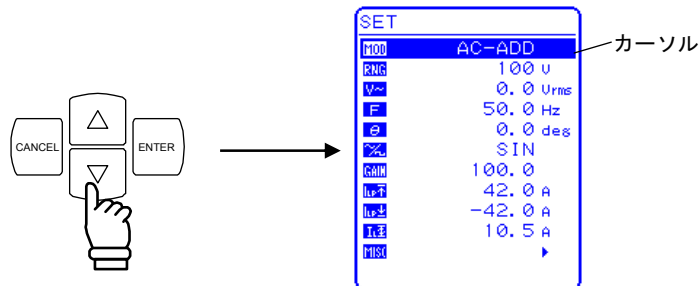 SET
MOD AC-ADD
カーソル
RNG 100 V
V~ 0.0 Vrms
F 50.0 Hz
θ 0.0 deg
SIN
GAIN 100.0
42.0 A
-42.0 A
10.5 A
MISC
CANCEL
ENTER